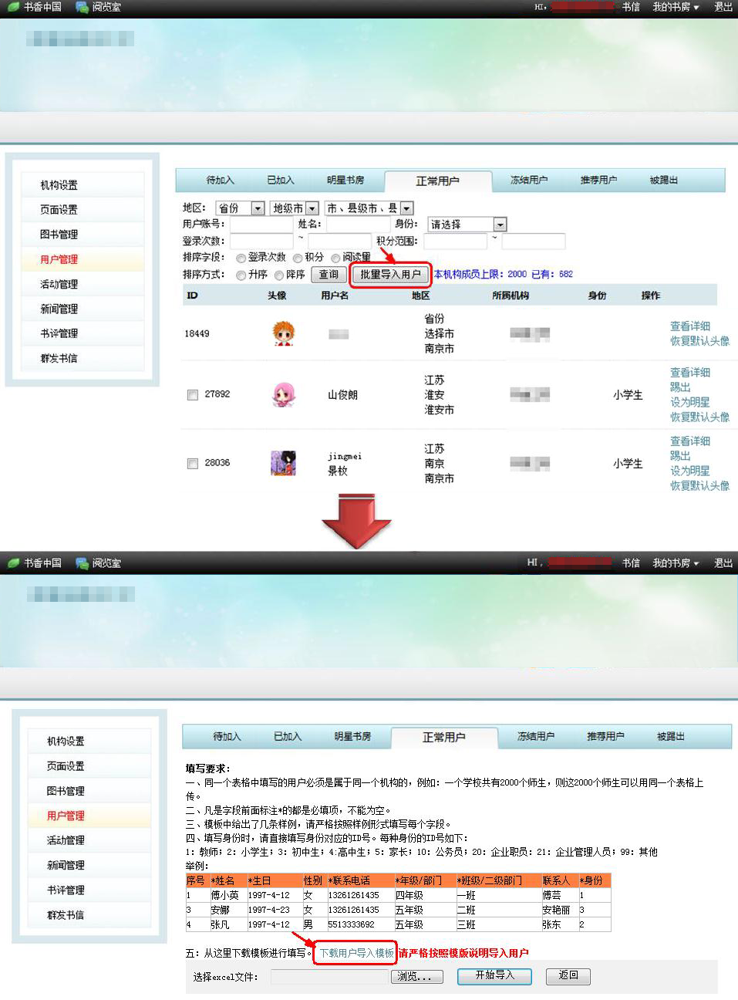 书香中国 阅览室 HI, 书信 我的书房 退出
机构设置
页面设置
图书管理
用户管理
活动管理
新闻管理
书评管理
群发书信
待加入 已加入 明星书房 正常用户 冻结用户 推荐用户 被踢出
地区： 省份 地级市 市、县级市、县
用户账号： 姓名： 身份： 请选择
登录次数： ~ 积分范围： ~
排序字段： 登录次数 积分 阅读量
排序方式： 升序 降序 查询 批量导入用户 本机构成员上限：2000 已有：682
ID 头像 用户名 地区 所属机构 身份 操作
18449 省份 选择市 南京市 查看详细 恢复默认头像
27892 山俊朗 江苏 淮安 淮安市 小学生 查看详细 踢出 设为明星 恢复默认头像
28036 jingmei 景枚 江苏 南京 南京市 小学生 查看详细 踢出 设为明星 恢复默认头像
书香中国 阅览室 HI, 书信 我的书房 退出
机构设置
页面设置
图书管理
用户管理
活动管理
新闻管理
书评管理
群发书信
待加入 已加入 明星书房 正常用户 冻结用户 推荐用户 被踢出
填写要求：
一、同一个表格中填写的用户必须是属于同一个机构的，例如：一个学校共有2000个师生，则这2000个师生可以用同一个表格上
传。
二、凡是字段前面标注*的都是必填项，不能为空。
三、模板中给出了几条样例，请严格按照样例形式填写每个字段。
四、填写身份时，请直接填写身份对应的ID号。每种身份的ID号如下：
1：教师；2：小学生；3：初中生；4:高中生；5：家长；10：公务员；20：企业职员：21：企业管理人员；99：其他
举例：
序号 *姓名 *生日 性别 *联系电话 *年级/部门 *班级/二级部门 联系人 *身份
1 傅小英 1997-4-12 女 13261261435 四年级 一班 傅芸 1
3 安娜 1997-4-23 女 13261261435 五年级 二班 安艳丽 3
4 张凡 1997-4-12 男 5513333692 五年级 三班 张东 2
五：从这里下载模板进行填写。 下载用户导入模板 请严格按照模版说明导入用户
选择excel文件： 浏览... 开始导入 返回